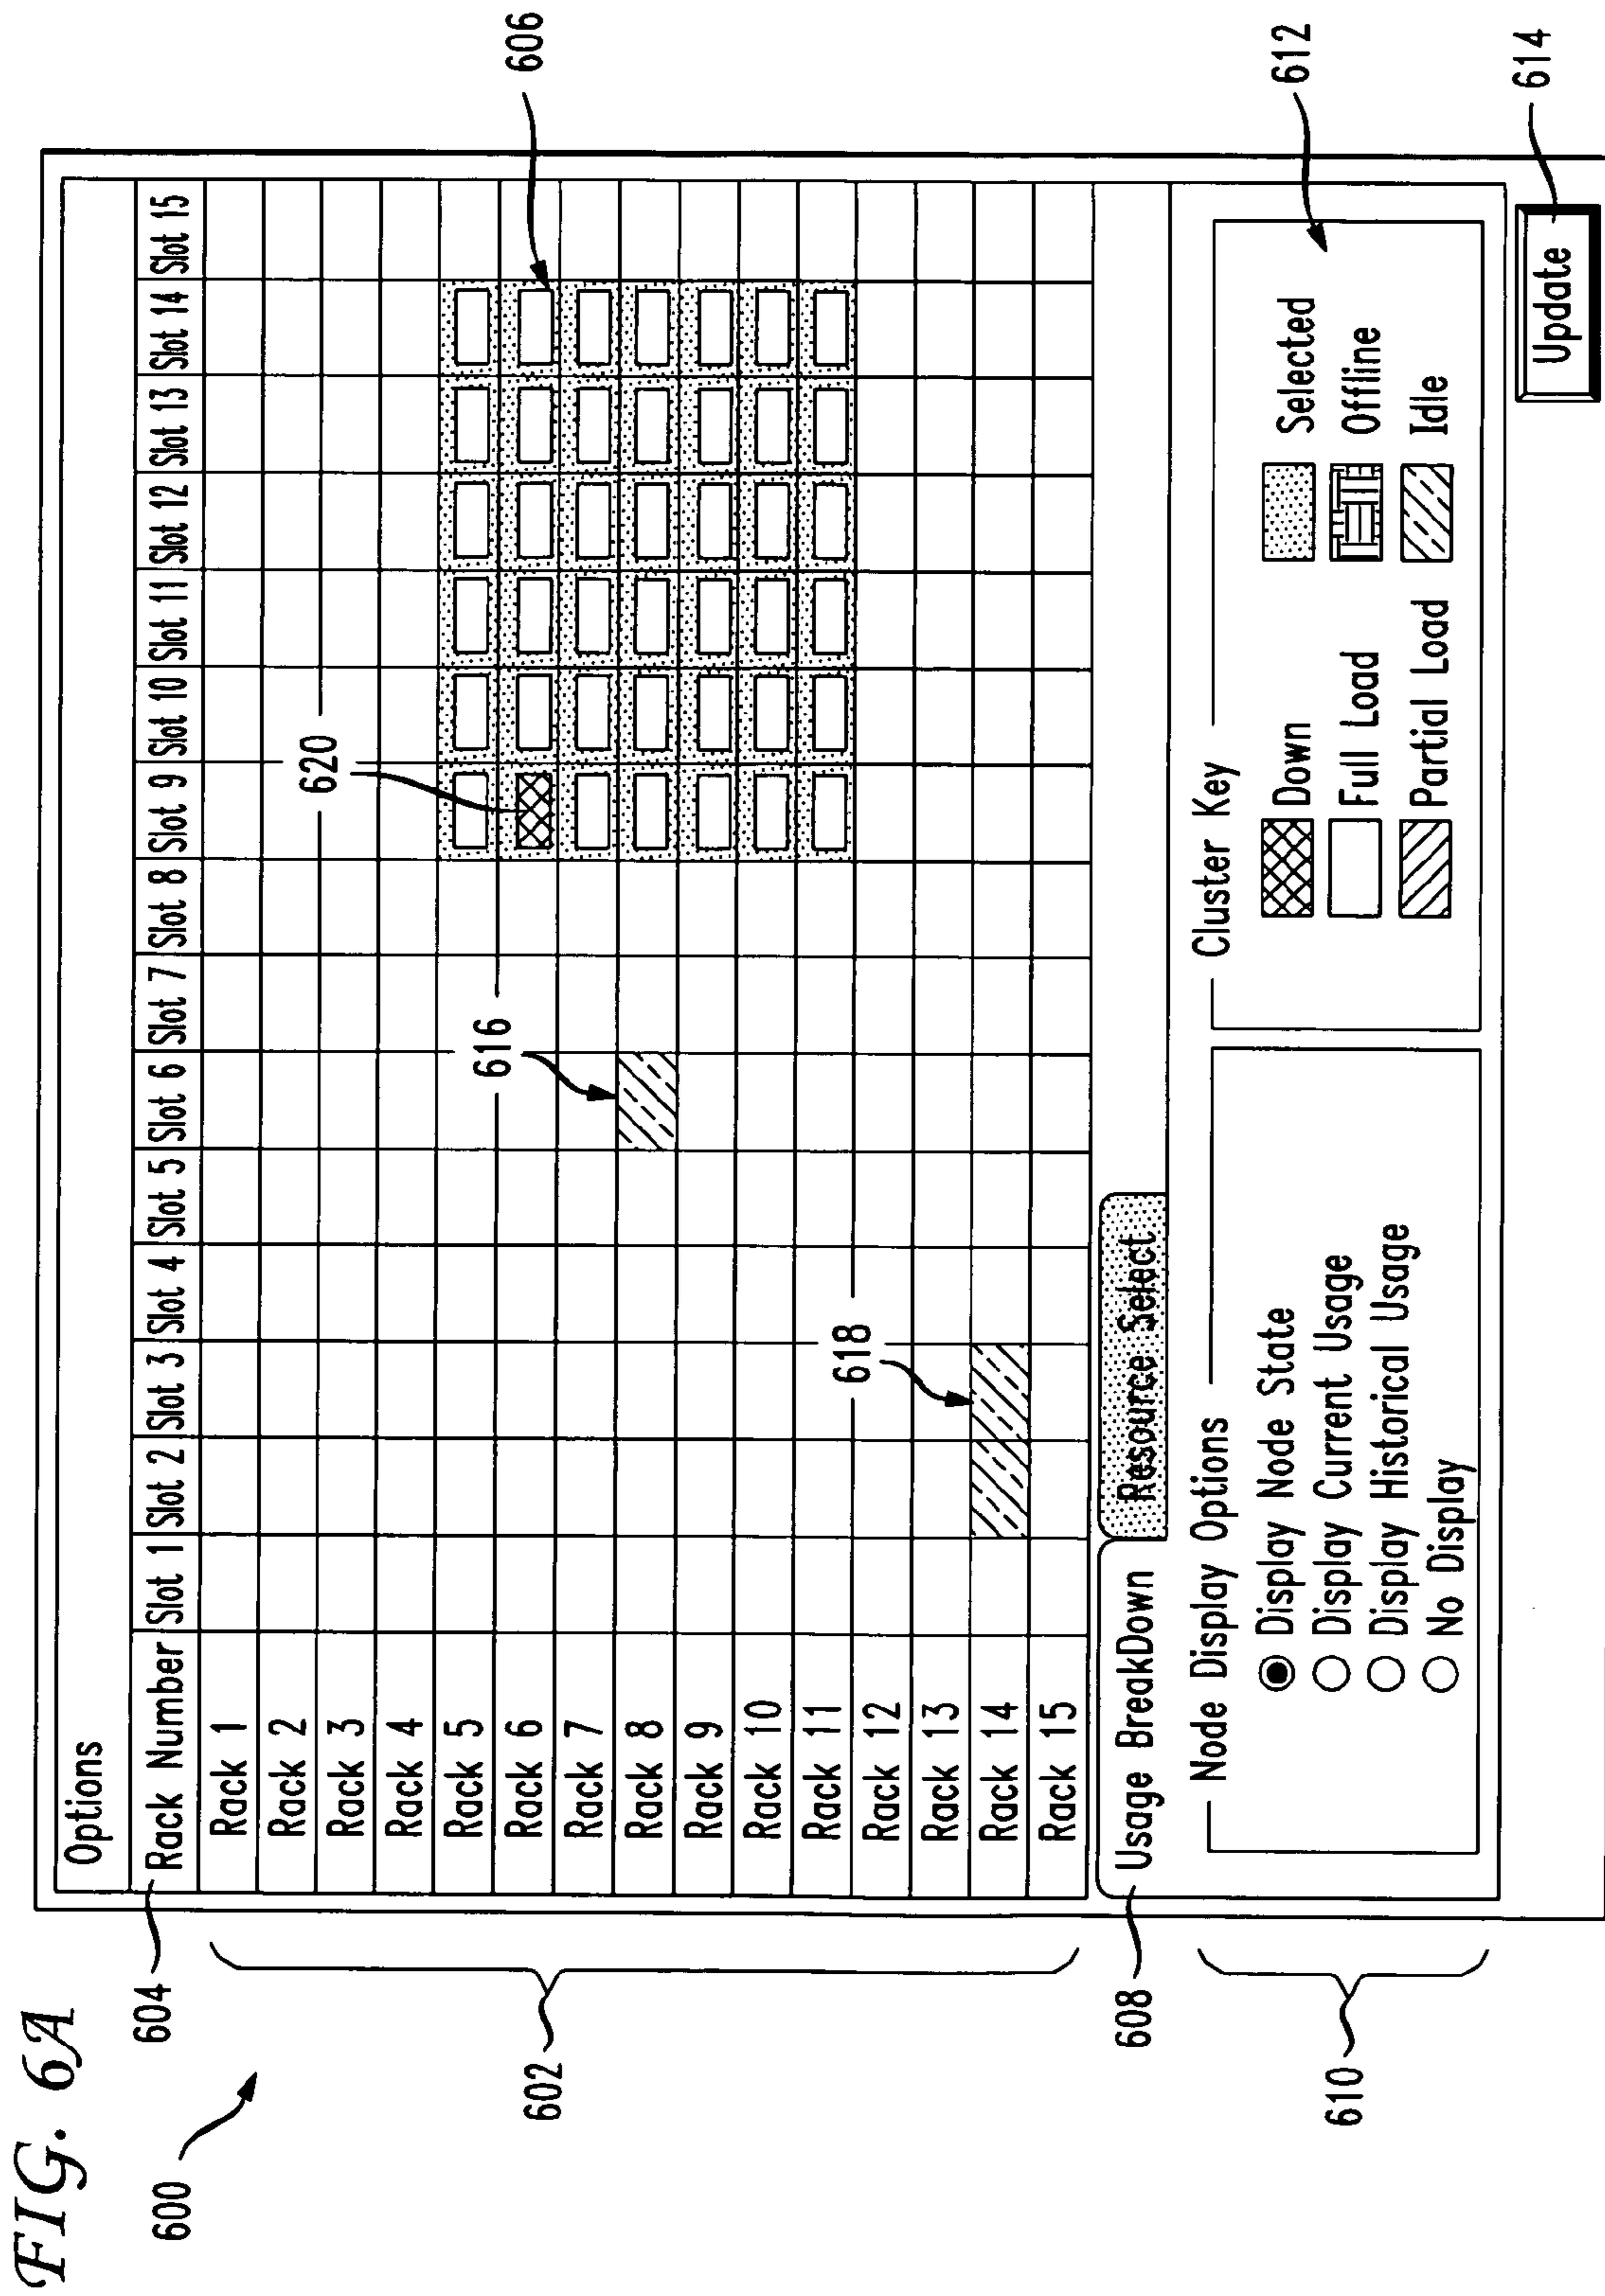 FIG. 6A
600
Options
604
Rack Number Slot 1 Slot 2 Slot 3 Slot 4 Slot 5 Slot 6 Slot 7 Slot 8 Slot 9 Slot 10 Slot 11 Slot 12 Slot 13 Slot 14 Slot 15
Rack 1
Rack 2
620
Rack 3
Rack 4
Rack 5
616
Rack 6
606
602
Rack 7
Rack 8
Rack 9
Rack 10
Rack 11
618
Rack 12
Rack 13
Rack 14
Rack 15
608
Usage BreakDown Resource Select
610
Node Display Options
Display Node State
Display Current Usage
Display Historical Usage
No Display
Cluster Key
612
Down Selected
Full Load Offline
Partial Load Idle
Update
614